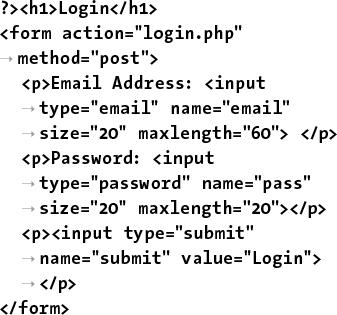 ?><h1>Login</h1>
<form action="login.php"
→ method="post">
<p>Email Address: <input
→ type="email" name="email"
→ size="20" maxlength="60"> </p>
<p>Password: <input
→ type="password" name="pass"
→ size="20" maxlength="20"></p>
<p><input type="submit"
→ name="submit" value="Login">
→ </p>
</form>